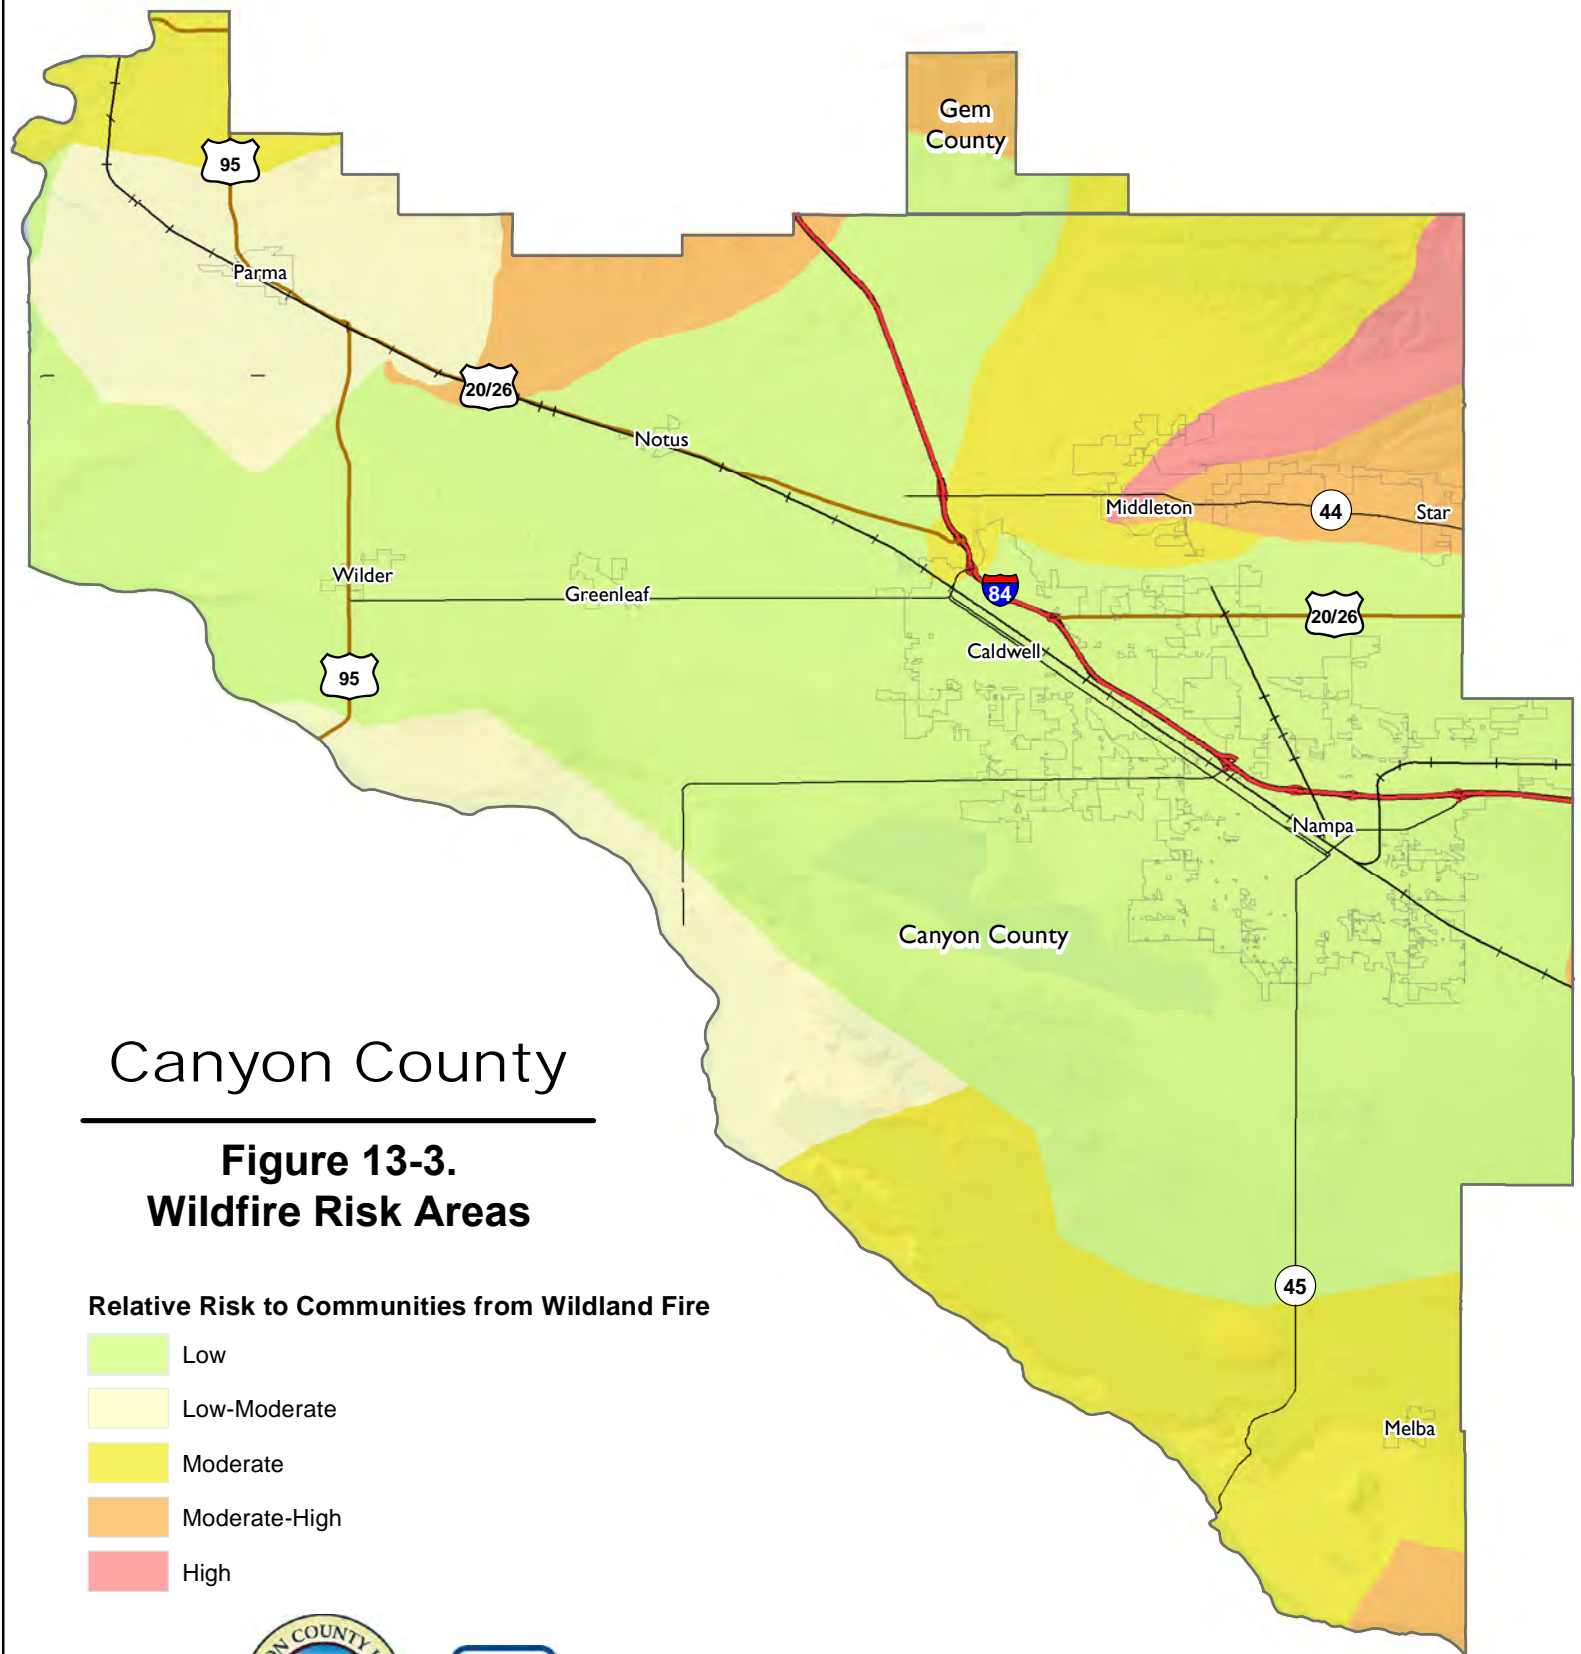 Gem
County
95
Parma
20/26
Notus
Middleton
44
Star
Wilder
Greenleaf
84
20/26
Caldwell
95
Nampa
Canyon County
Canyon County
Figure 13-3.
Wildfire Risk Areas
45
Relative Risk to Communities from Wildland Fire
Low
Low-Moderate
Melba
Moderate
Moderate-High
High
ON COUNTY